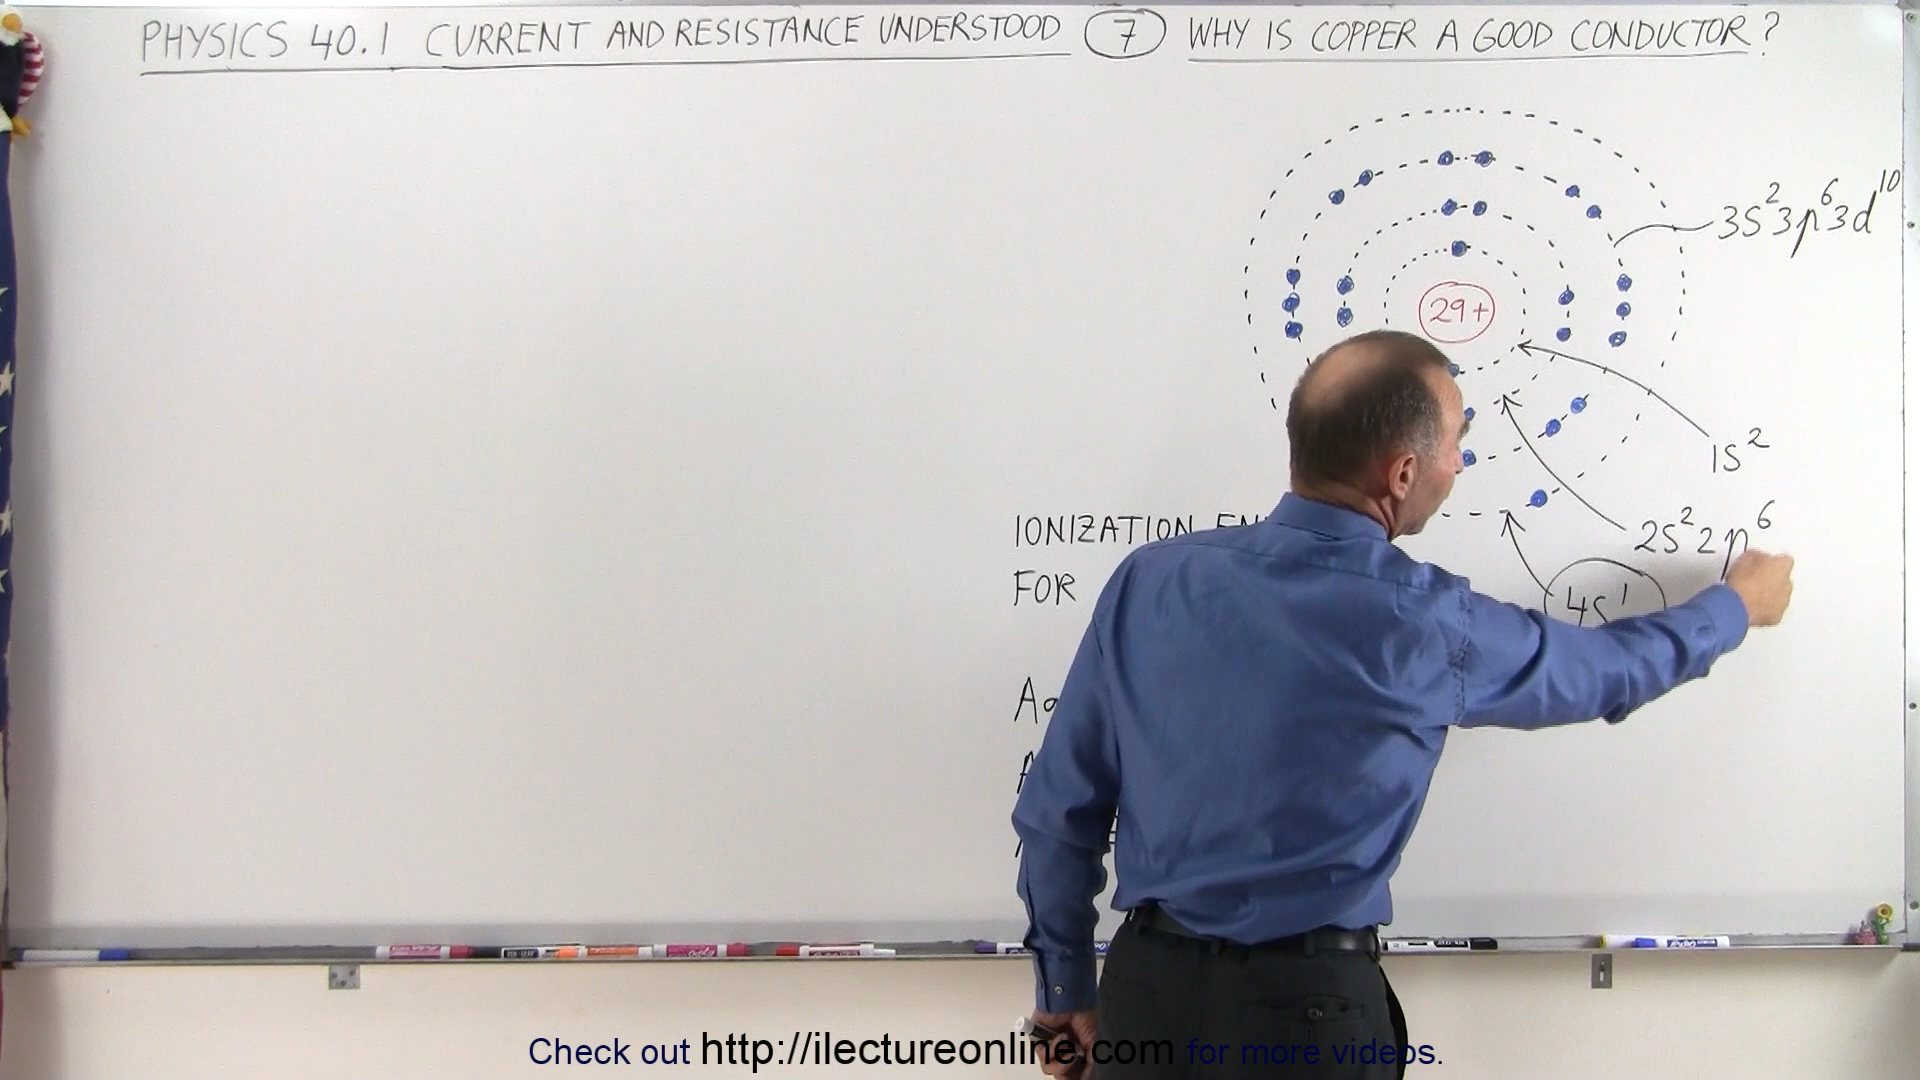 PHYSICS 40.1 CURRENT AND RESISTANCE UNDERSTOOD 7 WHY IS COPPER A GOOD CONDUCTOR?
3S²3p⁶3d¹⁰
29+
1S²
2S²2p⁶
4S¹
IONIZATION
FOR
Check out http://ilectureonline.com for more videos.